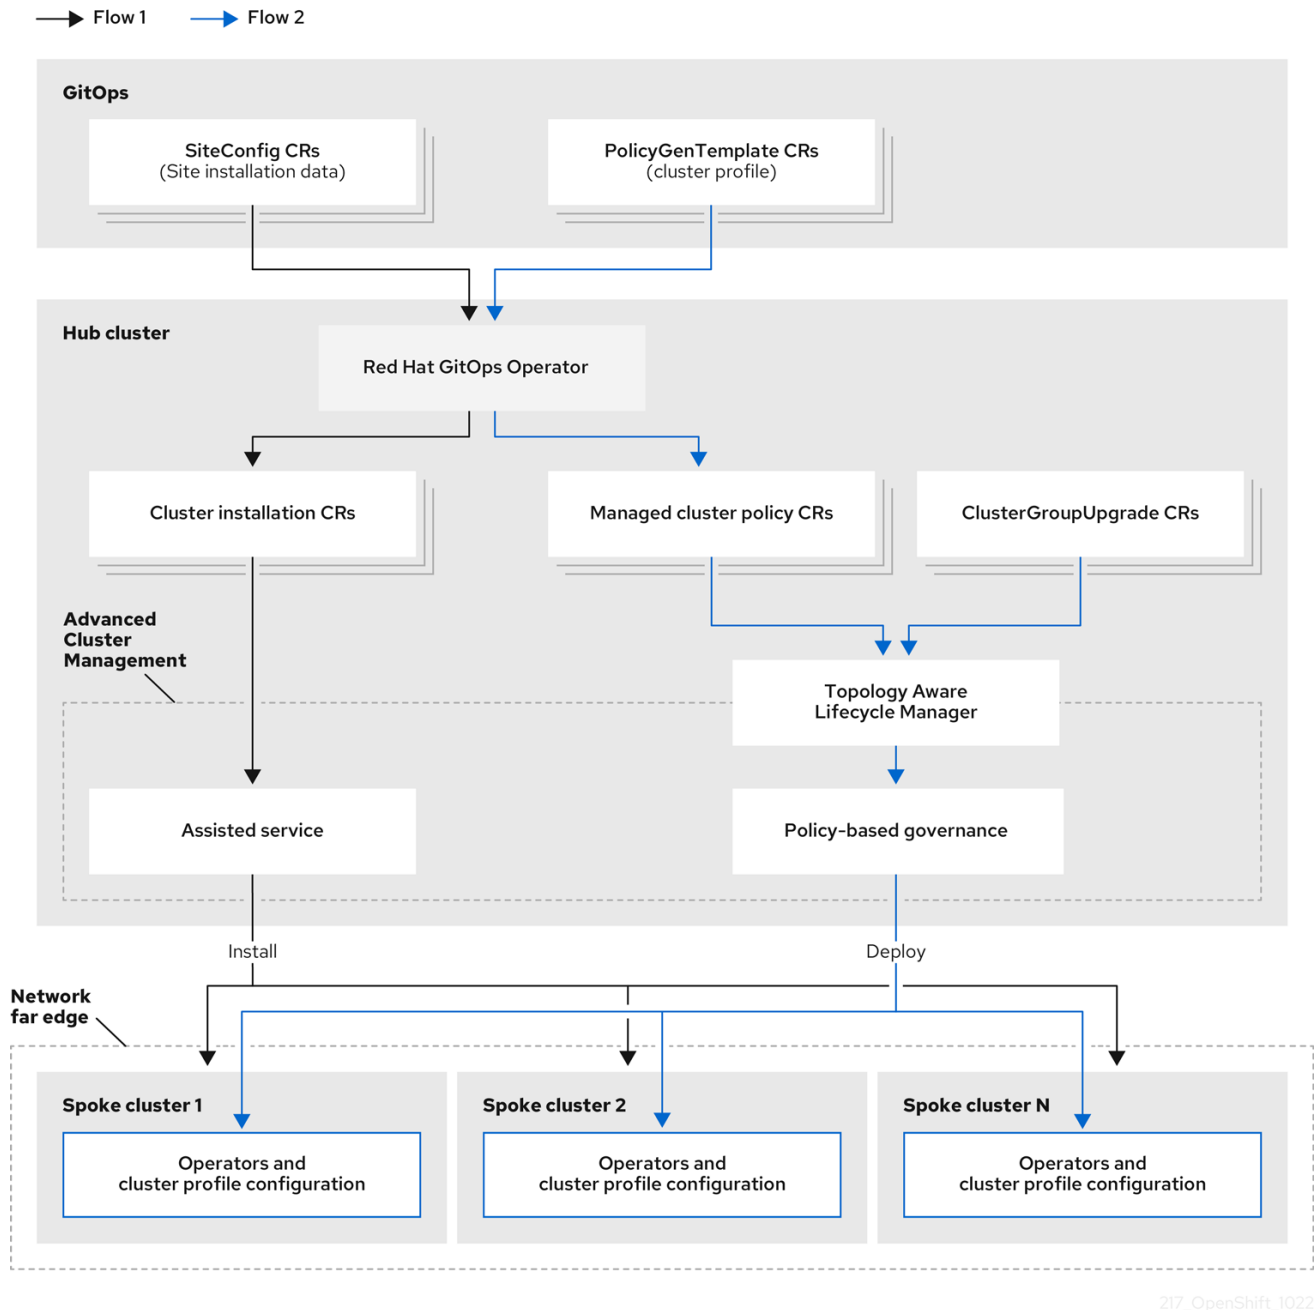 Flow 1
Flow 2
GitOps
SiteConfig CRs
(Site installation data)
PolicyGenTemplate CRs
(cluster profile)
Hub cluster
Red Hat GitOps Operator
Cluster installation CRs
Managed cluster policy CRs
ClusterGroupUpgrade CRs
Advanced
Cluster
Management
Topology Aware
Lifecycle Manager
Assisted service
Policy-based governance
Install
Deploy
Network
far edge
Spoke cluster 1
Operators and
cluster profile configuration
Spoke cluster 2
Operators and
cluster profile configuration
Spoke cluster N
Operators and
cluster profile configuration
217_OpenShift_1022